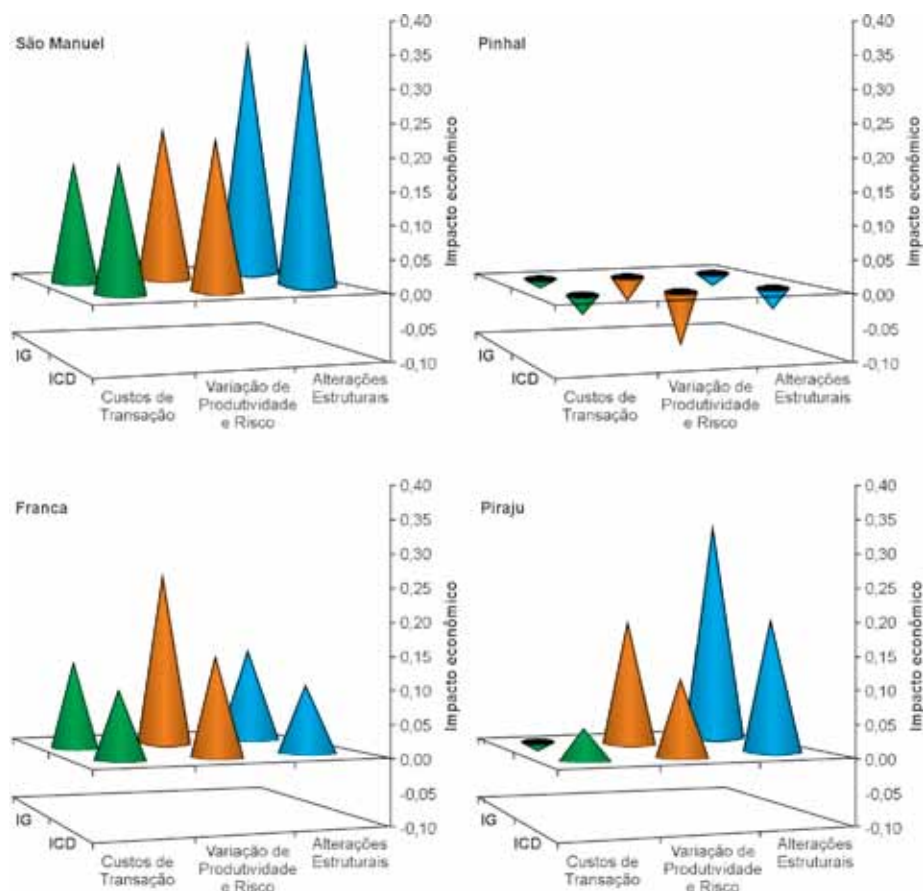 São Manuel
0,40
0,35
0,30
0,25
0,20
0,15
0,10
0,05
0,00
-0,05
-0,10
Impacto econômico
IG
ICD
Custos de
Transação
Variação de
Produtividade
e Risco
Alterações
Estruturais
Pinhal
0,40
0,35
0,30
0,25
0,20
0,15
0,10
0,05
0,00
-0,05
-0,10
Impacto econômico
IG
ICD
Custos de
Transação
Variação de
Produtividade
e Risco
Alterações
Estruturais
Franca
0,40
0,35
0,30
0,25
0,20
0,15
0,10
0,05
0,00
-0,05
-0,10
Impacto econômico
IG
ICD
Custos de
Transação
Variação de
Produtividade
e Risco
Alterações
Estruturais
Piraju
0,40
0,35
0,30
0,25
0,20
0,15
0,10
0,05
0,00
-0,05
-0,10
Impacto econômico
IG
ICD
Custos de
Transação
Variação de
Produtividade
e Risco
Alterações
Estruturais